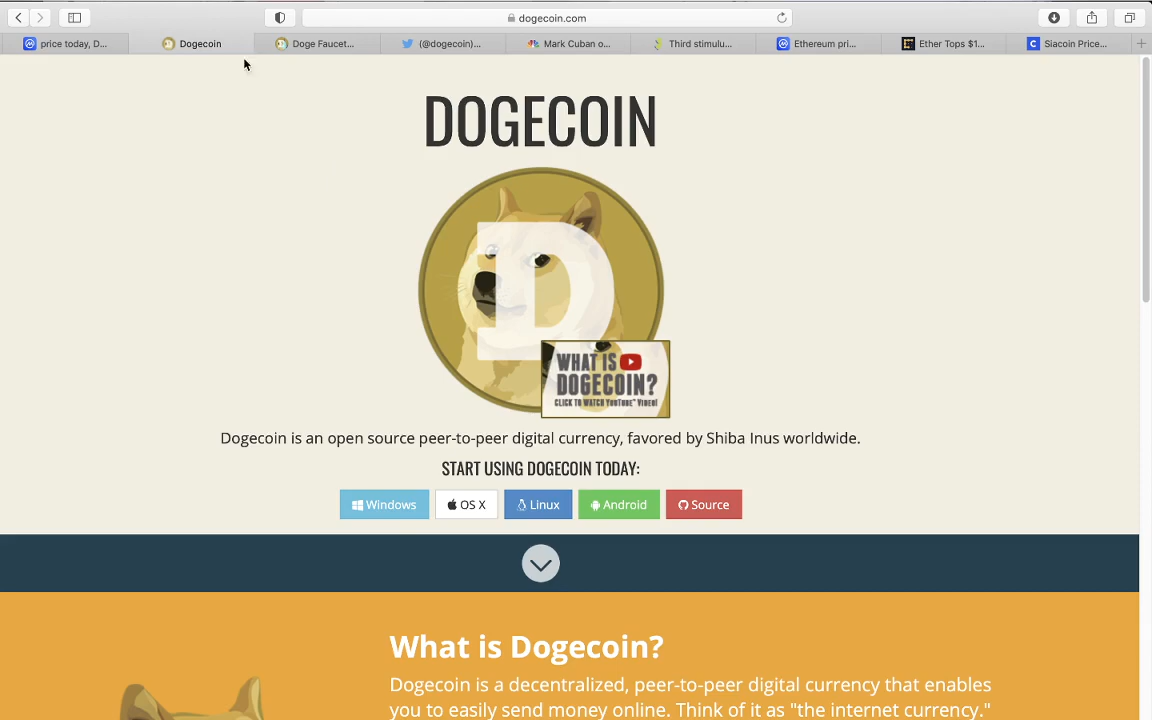 dogecoin.com
price today, D...
Dogecoin
Doge Faucet...
(@dogecoin)...
Mark Cuban o...
Third stimulu...
Ethereum pri...
Ether Tops $1...
Siacoin Price...
DOGECOIN
D
WHAT IS
DOGECOIN?
CLICK TO WATCH YOUTUBE™ VIDEO!
Dogecoin is an open source peer-to-peer digital currency, favored by Shiba Inus worldwide.
START USING DOGECOIN TODAY:
Windows
OS X
Linux
Android
Source
What is Dogecoin?
Dogecoin is a decentralized, peer-to-peer digital currency that enables
you to easily send money online. Think of it as "the internet currency."